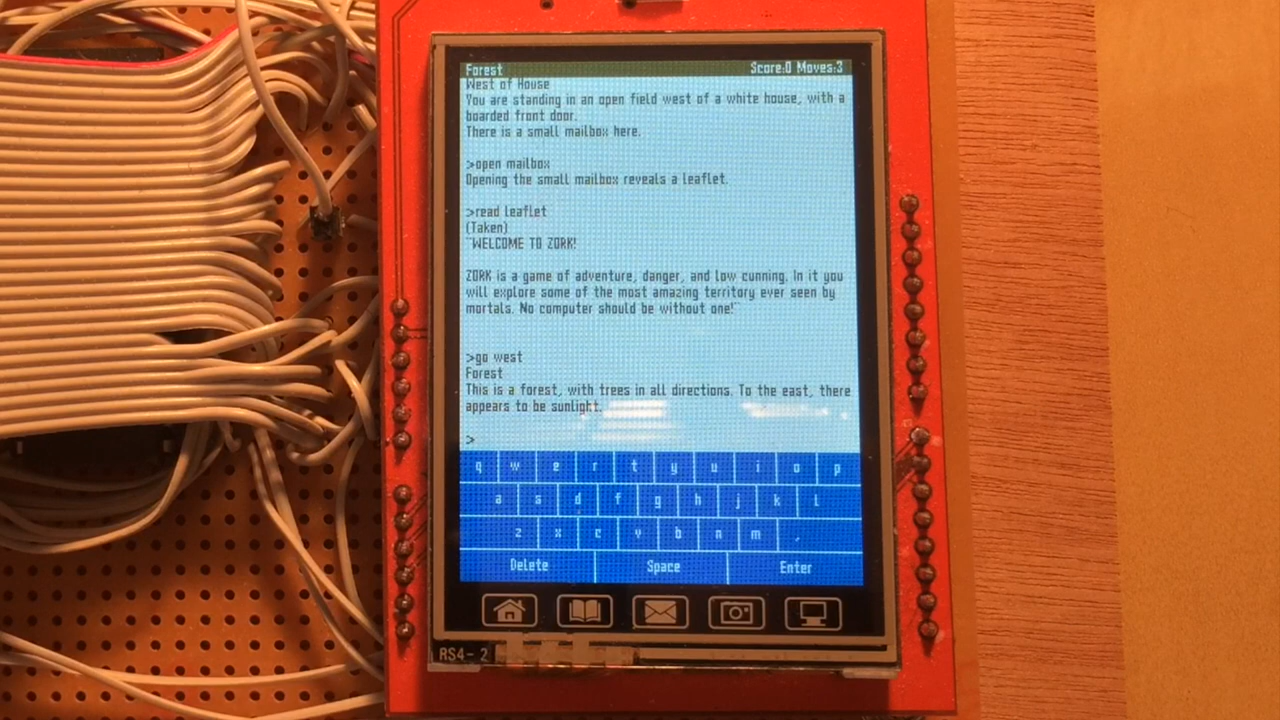 Forest Score:0 Moves:3
West of House
You are standing in an open field west of a white house, with a
boarded front door.
There is a small mailbox here.
>open mailbox
Opening the small mailbox reveals a leaflet.
>read leaflet
(Taken)
"WELCOME TO ZORK!
ZORK is a game of adventure, danger, and low cunning. In it you
will explore some of the most amazing territory ever seen by
mortals. No computer should be without one!"
>go west
Forest
This is a forest, with trees in all directions. To the east, there
appears to be sunlight.
>
q w e r t y u i o p
a s d f g h j k l
z x c v b n m ,
Delete Space Enter
RS4-2